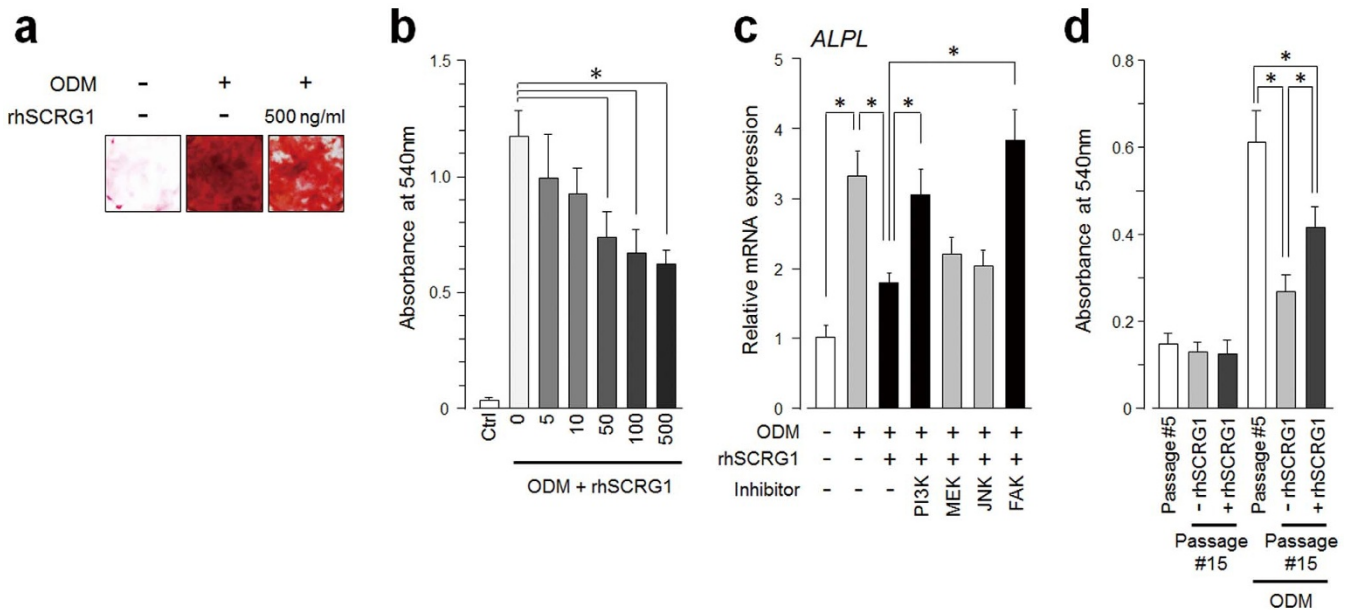 a
ODM - + +
rhSCRG1 - - 500 ng/ml
b
Absorbance at 540nm
1.5
1.0
0.5
0
*
Ctrl 0 5 10 50 100 500
ODM + rhSCRG1
c
ALPL
Relative mRNA expression
5
4
3
2
1
0
* * * *
ODM - + + + + + +
rhSCRG1 - - + + + + +
Inhibitor - - - PI3K MEK JNK FAK
d
Absorbance at 540nm
0.8
0.6
0.4
0.2
0
*
* *
Passage #5 - rhSCRG1 + rhSCRG1 Passage #5 - rhSCRG1 + rhSCRG1
Passage Passage
#15 #15
ODM